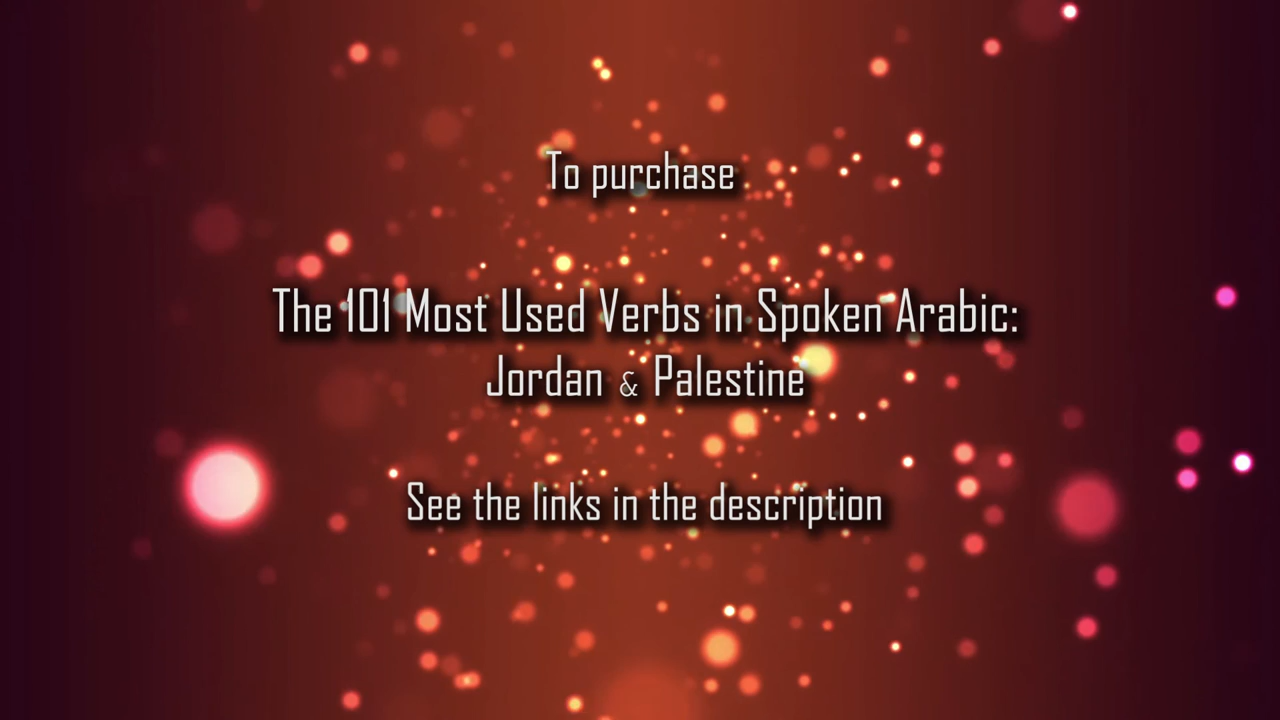 To purchase
The 101 Most Used Verbs in Spoken Arabic:
Jordan & Palestine
See the links in the description